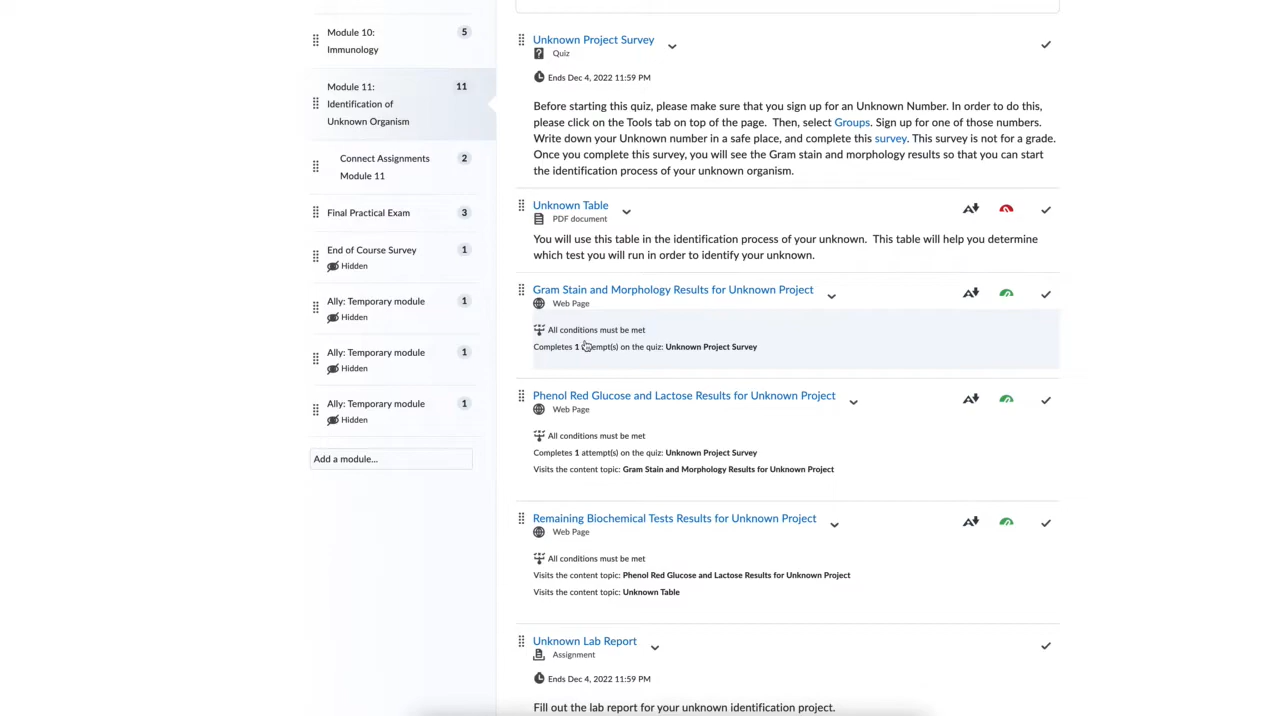 Module 10:
Immunology
5
Module 11:
Identification of
Unknown Organism
11
Connect Assignments
Module 11
2
Final Practical Exam
3
End of Course Survey
1
Hidden
Ally: Temporary module
1
Hidden
Ally: Temporary module
1
Hidden
Ally: Temporary module
1
Hidden
Add a module...
Unknown Project Survey
Quiz
Ends Dec 4, 2022 11:59 PM
Before starting this quiz, please make sure that you sign up for an Unknown Number. In order to do this,
please click on the Tools tab on top of the page. Then, select Groups. Sign up for one of those numbers.
Write down your Unknown number in a safe place, and complete this survey. This survey is not for a grade.
Once you complete this survey, you will see the Gram stain and morphology results so that you can start
the identification process of your unknown organism.
Unknown Table
PDF document
You will use this table in the identification process of your unknown. This table will help you determine
which test you will run in order to identify your unknown.
Gram Stain and Morphology Results for Unknown Project
Web Page
All conditions must be met
Completes 1 attempt(s) on the quiz: Unknown Project Survey
Phenol Red Glucose and Lactose Results for Unknown Project
Web Page
All conditions must be met
Completes 1 attempt(s) on the quiz: Unknown Project Survey
Visits the content topic: Gram Stain and Morphology Results for Unknown Project
Remaining Biochemical Tests Results for Unknown Project
Web Page
All conditions must be met
Visits the content topic: Phenol Red Glucose and Lactose Results for Unknown Project
Visits the content topic: Unknown Table
Unknown Lab Report
Assignment
Ends Dec 4, 2022 11:59 PM
Fill out the lab report for your unknown identification project.